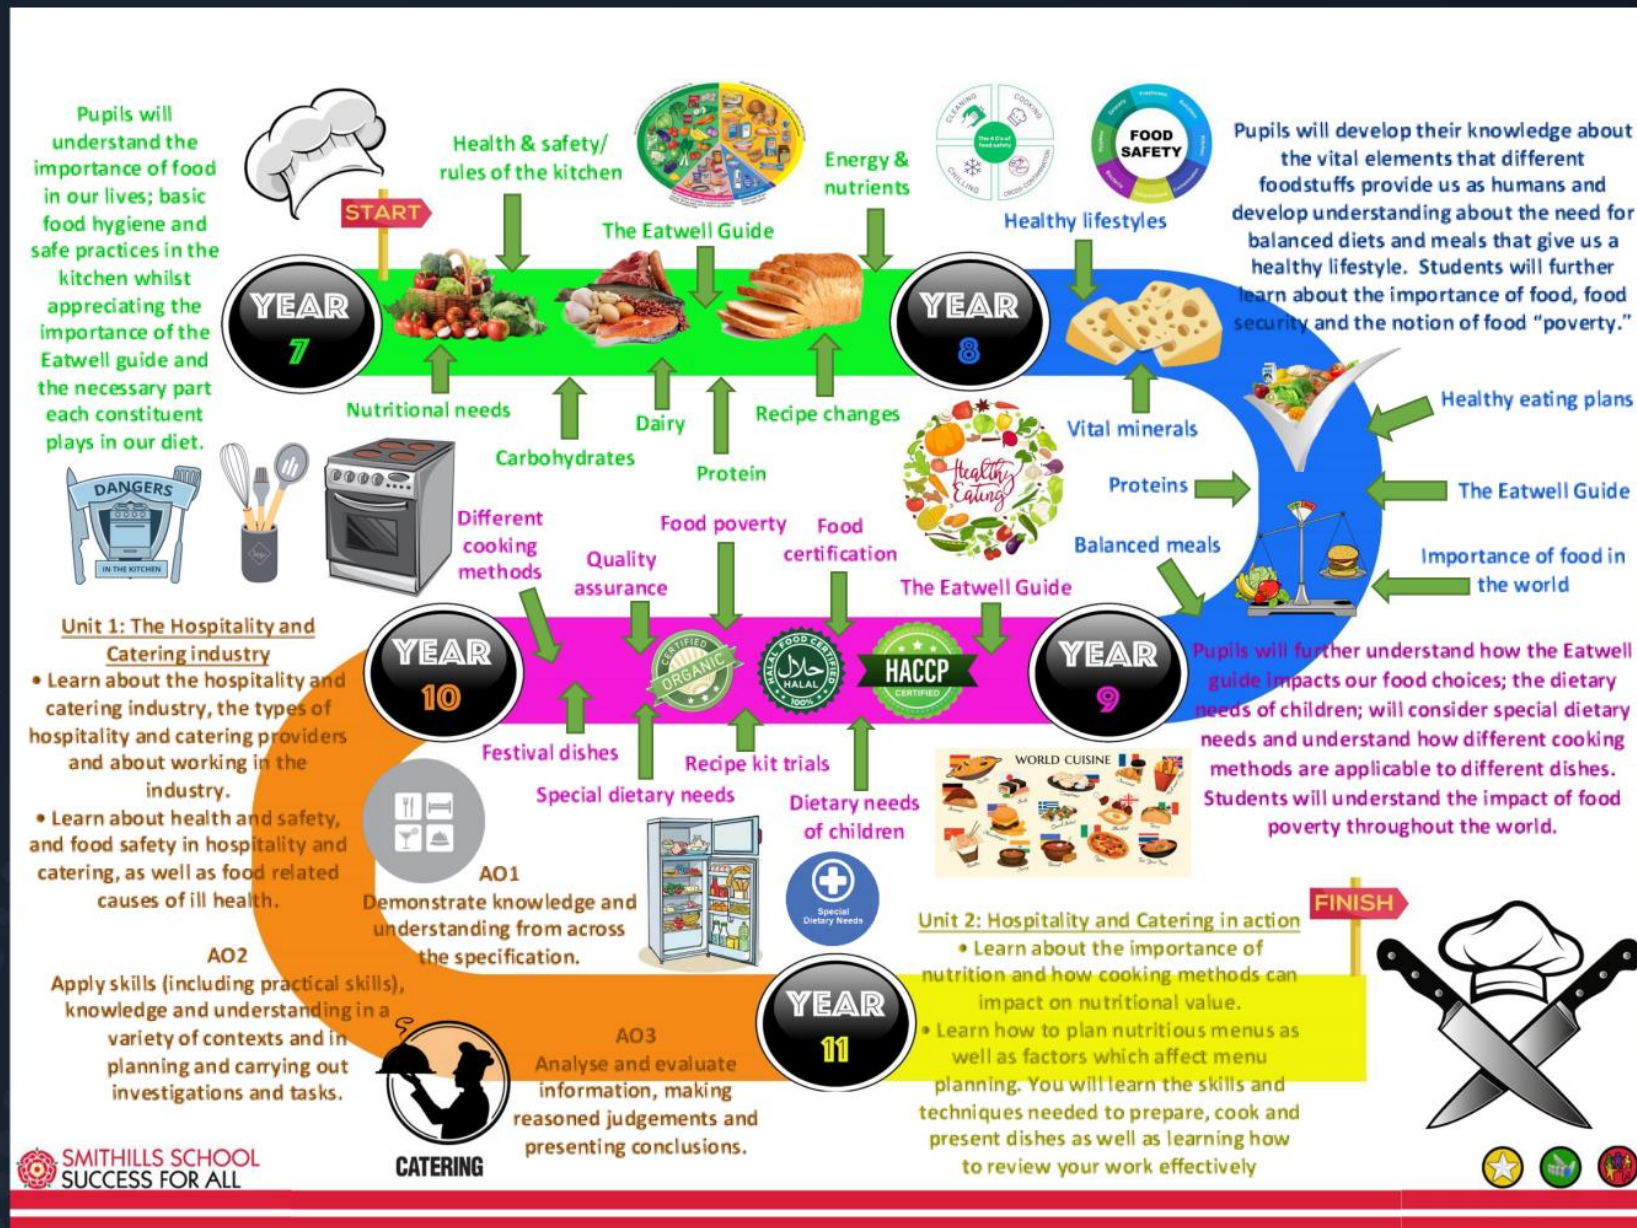 Pupils will
understand the
importance of food
in our lives; basic
food hygiene and
safe practices in the
kitchen whilst
appreciating the
importance of the
Eatwell guide and
the necessary part
each constituent
plays in our diet.
START
Health & safety/
rules of the kitchen
The Eatwell Guide
Energy &
nutrients
YEAR
7
Nutritional needs
Carbohydrates
Dairy
Protein
Recipe changes
CLEANING
COOKING
CHILLING
CROSS-CONTAMINATION
The 4 C's of
food safety
FOOD
SAFETY
Healthy lifestyles
YEAR
8
Pupils will develop their knowledge about
the vital elements that different
foodstuffs provide us as humans and
develop understanding about the need for
balanced diets and meals that give us a
healthy lifestyle. Students will further
learn about the importance of food, food
security and the notion of food “poverty.”
Vital minerals
Healthy eating plans
Proteins
The Eatwell Guide
Balanced meals
Importance of food in
the world
Healthy
Eating
DANGERS
IN THE KITCHEN
Different
cooking
methods
Quality
assurance
Food poverty
Food
certification
The Eatwell Guide
YEAR
9
Pupils will further understand how the Eatwell
guide impacts our food choices; the dietary
needs of children; will consider special dietary
needs and understand how different cooking
methods are applicable to different dishes.
Students will understand the impact of food
poverty throughout the world.
CERTIFIED
ORGANIC
HALAL FOOD CERTIFIED
حلال
HALAL
100%
HACCP
CERTIFIED
Festival dishes
Special dietary needs
Recipe kit trials
Dietary needs
of children
WORLD CUISINE
Special
Dietary Needs
YEAR
10
Unit 1: The Hospitality and
Catering industry
• Learn about the hospitality and
catering industry, the types of
hospitality and catering providers
and about working in the
industry.
• Learn about health and safety,
and food safety in hospitality and
catering, as well as food related
causes of ill health.
AO1
Demonstrate knowledge and
understanding from across
the specification.
AO2
Apply skills (including practical skills),
knowledge and understanding in a
variety of contexts and in
planning and carrying out
investigations and tasks.
AO3
Analyse and evaluate
information, making
reasoned judgements and
presenting conclusions.
CATERING
YEAR
11
Unit 2: Hospitality and Catering in action
• Learn about the importance of
nutrition and how cooking methods can
impact on nutritional value.
• Learn how to plan nutritious menus as
well as factors which affect menu
planning. You will learn the skills and
techniques needed to prepare, cook and
present dishes as well as learning how
to review your work effectively
FINISH
SMITHILLS SCHOOL
SUCCESS FOR ALL